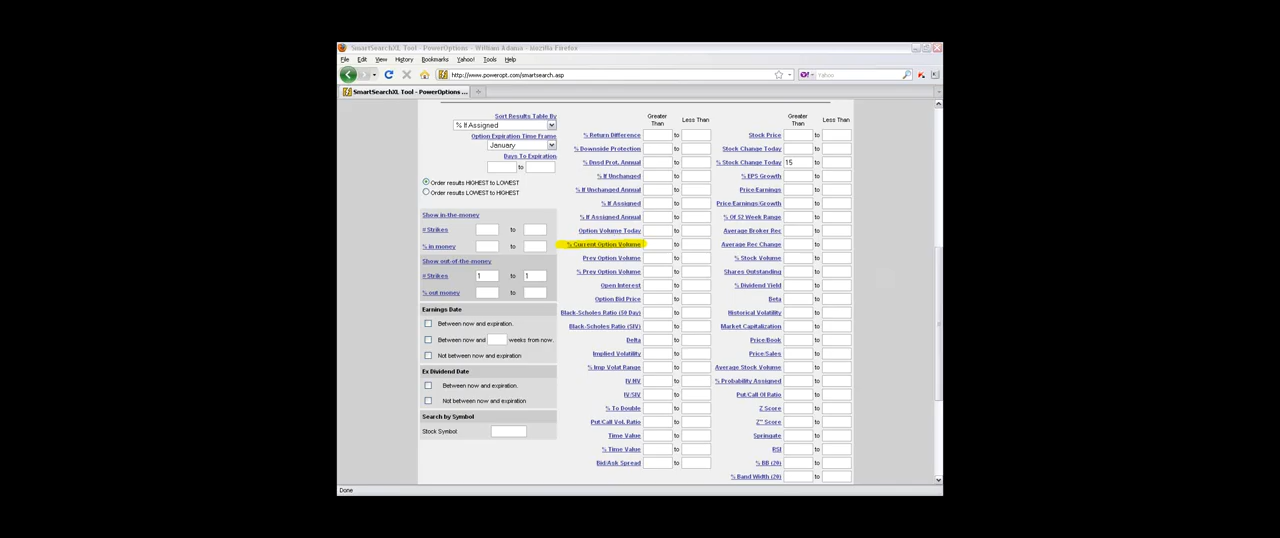 SmartSearchXL Tool - PowerOptions - William Adama - Mozilla Firefox
File Edit View History Bookmarks Yahoo! Tools Help
http://www.poweropt.com/smartsearch.asp
Yahoo
SmartSearchXL Tool - PowerOptions ...
Sort Results Table By
% If Assigned
Option Expiration Time Frame
January
Days To Expiration
to
Order results HIGHEST to LOWEST
Order results LOWEST to HIGHEST
Show in-the-money
# Strikes to
% in money to
Show out-of-the-money
# Strikes 1 to 1
% out money to
Earnings Date
Between now and expiration.
Between now and weeks from now..
Not between now and expiration
Ex Dividend Date
Between now and expiration.
Not between now and expiration
Search by Symbol
Stock Symbol
Greater Than Less Than
% Return Difference to
% Downside Protection to
% Dnsd Prot. Annual to
% If Unchanged to
% If Unchanged Annual to
% If Assigned to
% If Assigned Annual to
Option Volume Today to
% Current Option Volume to
Prev Option Volume to
% Prev Option Volume to
Open Interest to
Option Bid Price to
Black-Scholes Ratio (50 Day) to
Black-Scholes Ratio (SIV) to
Delta to
Implied Volatility to
% Imp Volat Range to
IV/HV to
IV/SIV to
% To Double to
Put/Call Vol. Ratio to
Time Value to
% Time Value to
Bid/Ask Spread to
Greater Than Less Than
Stock Price to
Stock Change Today to
% Stock Change Today 15 to
% EPS Growth to
Price/Earnings to
Price/Earnings/Growth to
% Of 52 Week Range to
Average Broker Rec to
Average Rec Change to
% Stock Volume to
Shares Outstanding to
% Dividend Yield to
Beta to
Historical Volatility to
Market Capitalization to
Price/Book to
Price/Sales to
Average Stock Volume to
% Probability Assigned to
Put/Call OI Ratio to
Z Score to
Z" Score to
Springate to
RSI to
% BB (20) to
% Band Width (20) to
Done